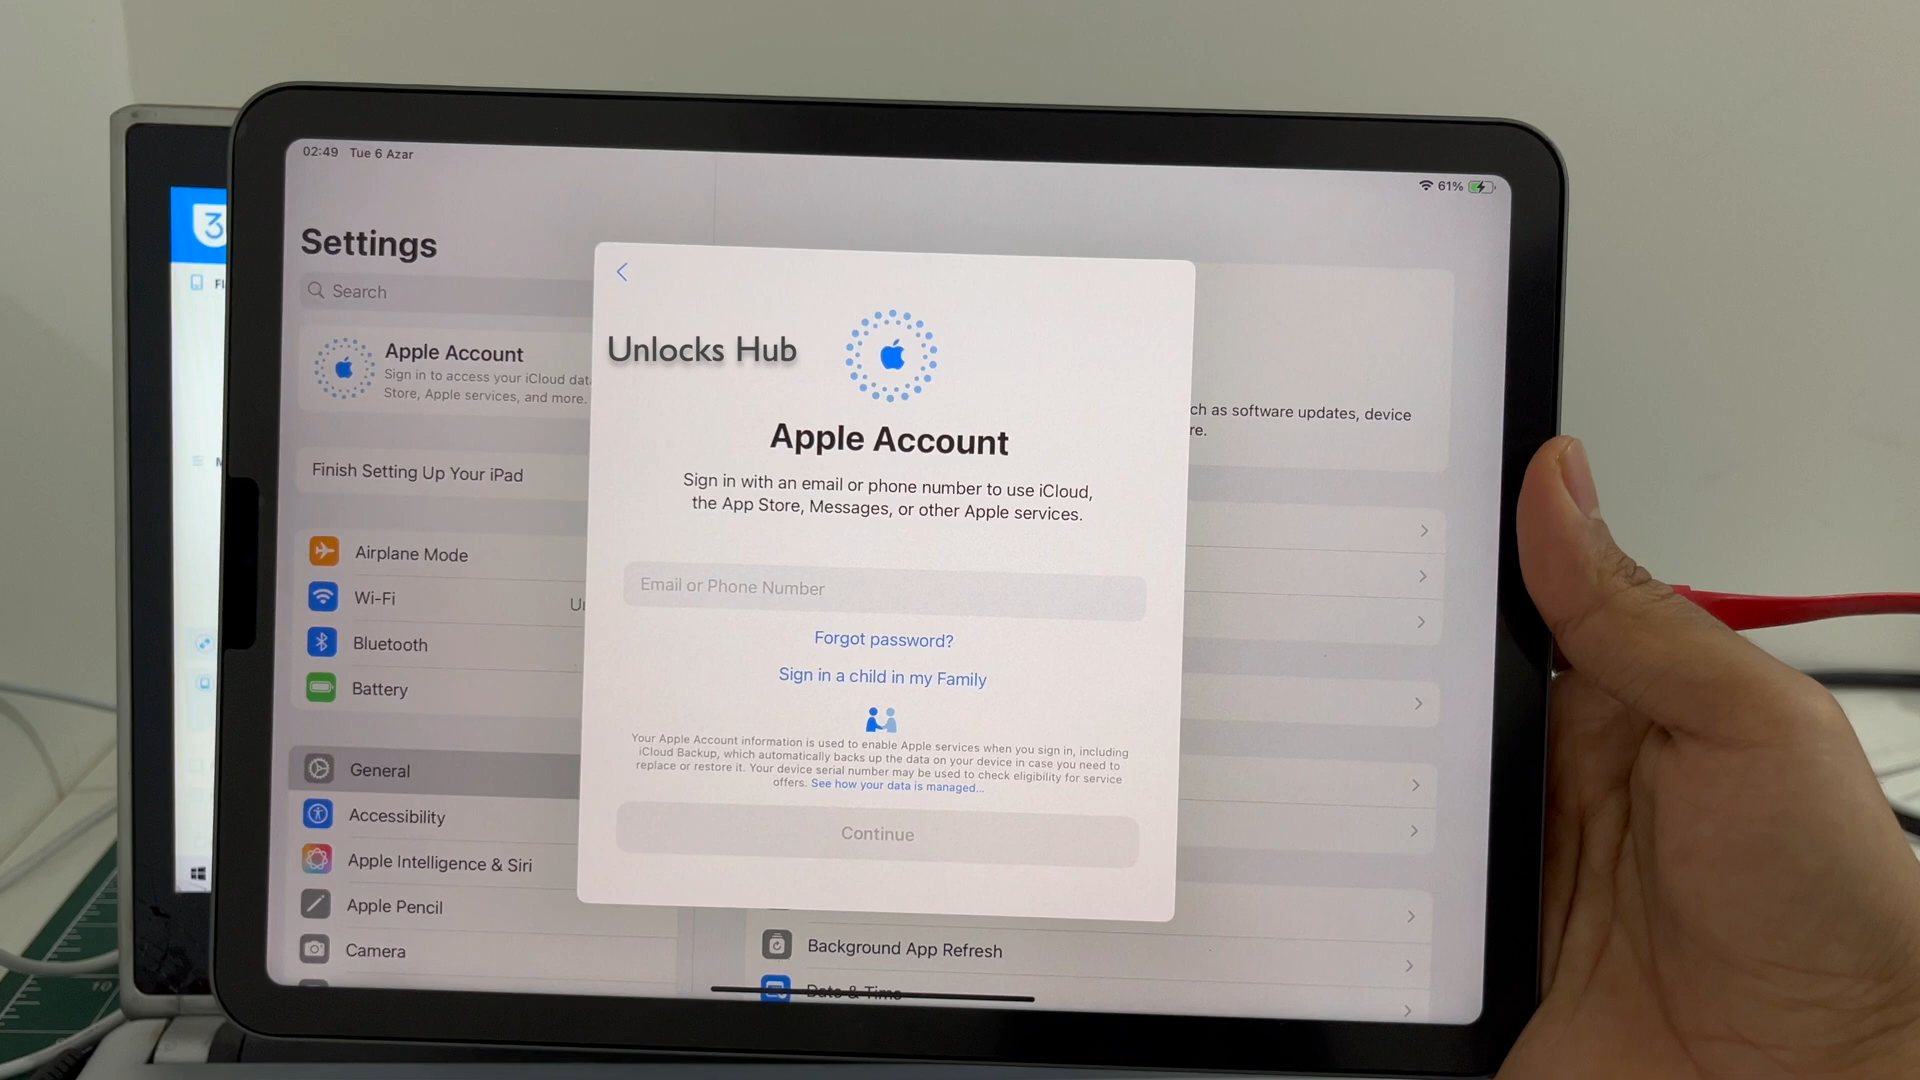 02:49 Tue 6 Azar
61%
3
Settings
Search
Apple Account
Sign in to access your iCloud
Store, Apple services, and more.
Finish Setting Up Your iPad
Airplane Mode
Wi-Fi
Bluetooth
Battery
General
Accessibility
Apple Intelligence & Siri
Apple Pencil
Camera
Unlocks Hub
Apple Account
Sign in with an email or phone number to use iCloud,
the App Store, Messages, or other Apple services.
Email or Phone Number
Forgot password?
Sign in a child in my Family
Your Apple Account information is used to enable Apple services when you sign in, including
iCloud Backup, which automatically backs up the data on your device in case you need to
replace or restore it. Your device serial number may be used to check eligibility for service
offers. See how your data is managed...
Continue
as software updates, device
Background App Refresh
Date & Time
10